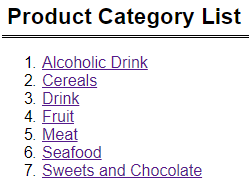 Product Category List
1. Alcoholic Drink
2. Cereals
3. Drink
4. Fruit
5. Meat
6. Seafood
7. Sweets and Chocolate